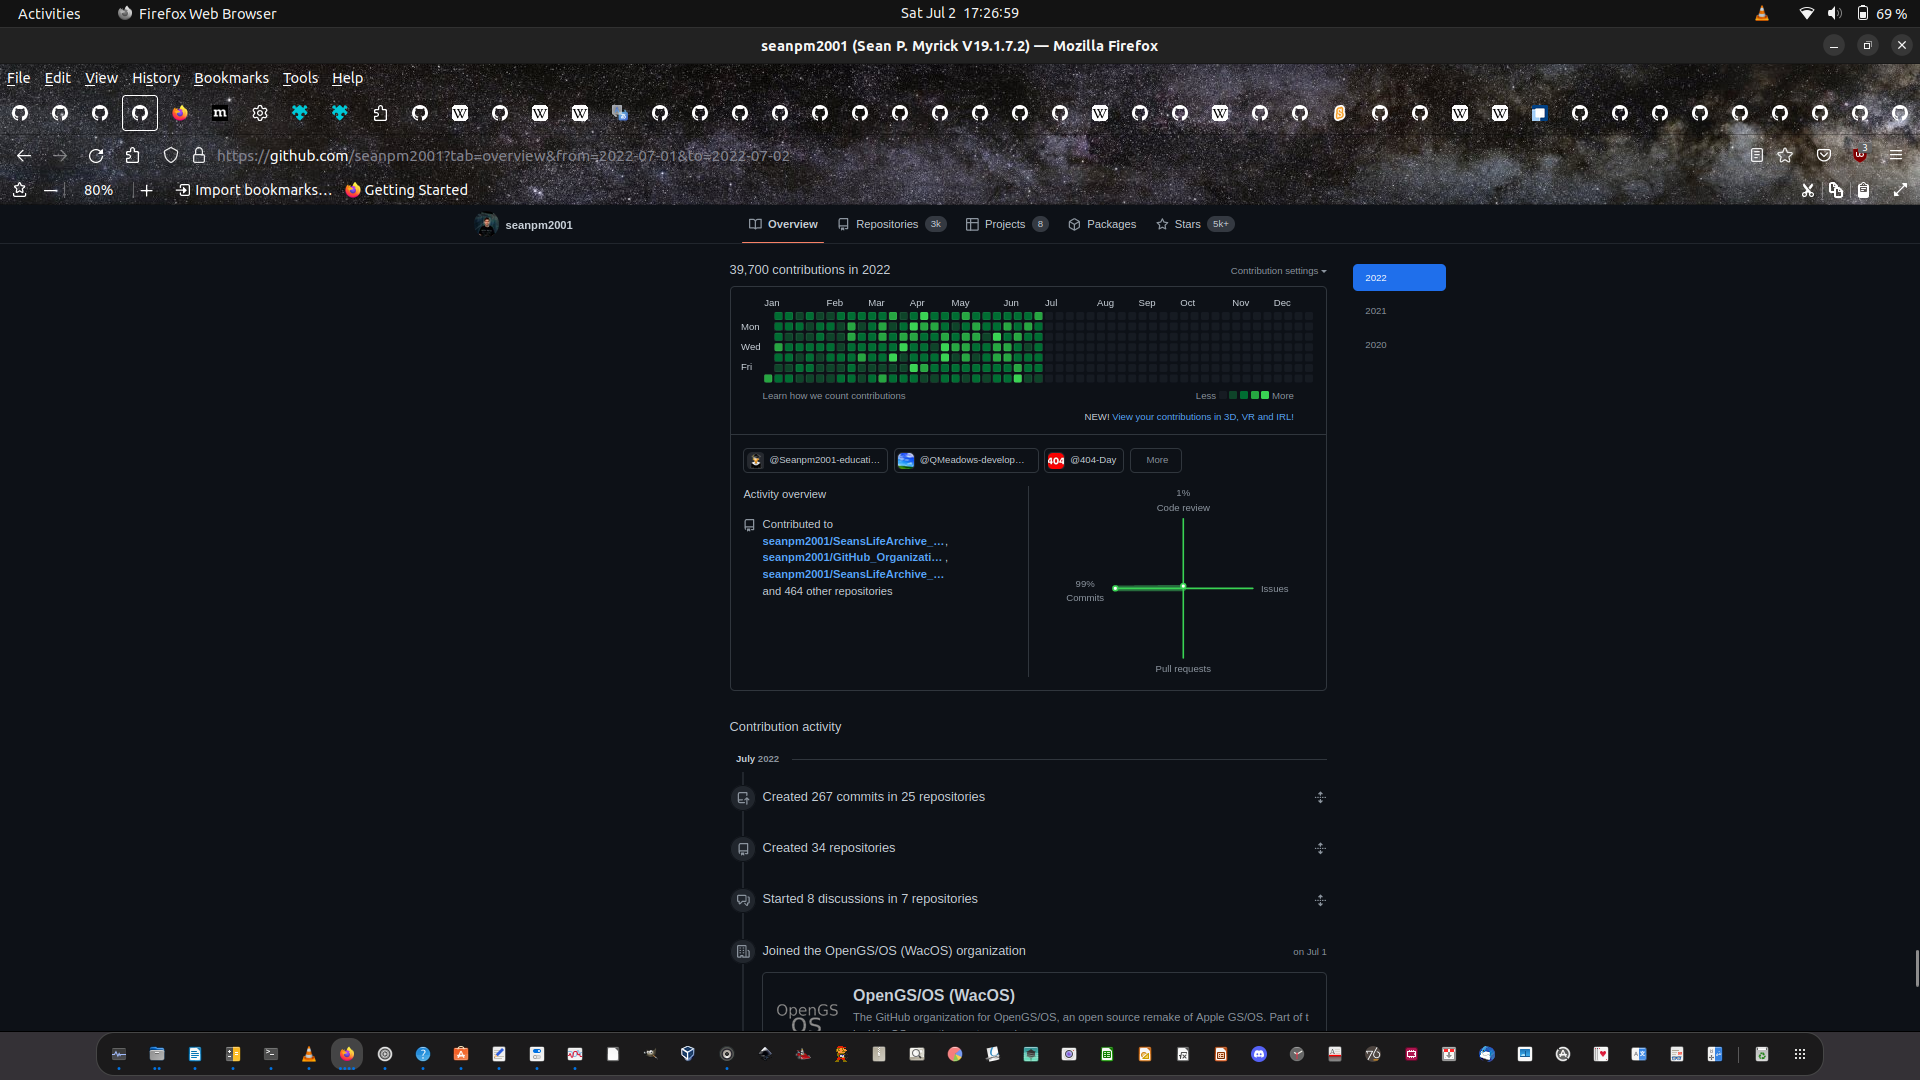 Activities
Firefox Web Browser
Sat Jul 2 17:26:59
69 %
seanpm2001 (Sean P. Myrick V19.1.7.2) — Mozilla Firefox
File Edit View History Bookmarks Tools Help
https://github.com/seanpm2001?tab=overview&from=2022-07-01&to=2022-07-02
3
80%
Import bookmarks…
Getting Started
seanpm2001
Overview
Repositories 3k
Projects 8
Packages
Stars 5k+
39,700 contributions in 2022
Contribution settings
2022
2021
2020
Jan Feb Mar Apr May Jun Jul Aug Sep Oct Nov Dec
Mon
Wed
Fri
Learn how we count contributions
Less More
NEW! View your contributions in 3D, VR and IRL!
@Seanpm2001-educati…
@QMeadows-develop…
404 @404-Day
More
Activity overview
Contributed to
seanpm2001/SeansLifeArchive_…,
seanpm2001/GitHub_Organizati… ,
seanpm2001/SeansLifeArchive_…
and 464 other repositories
1%
Code review
99%
Commits
Issues
Pull requests
Contribution activity
July 2022
Created 267 commits in 25 repositories
Created 34 repositories
Started 8 discussions in 7 repositories
Joined the OpenGS/OS (WacOS) organization
on Jul 1
OpenGS
OS
OpenGS/OS (WacOS)
The GitHub organization for OpenGS/OS, an open source remake of Apple GS/OS. Part of t